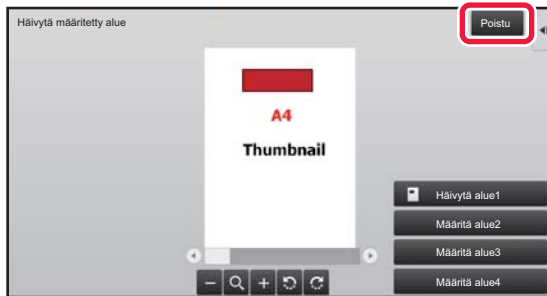 Häivytä määritetty alue
Poistu
A4
Thumbnail
Häivytä alue1
Määritä alue2
Määritä alue3
Määritä alue4